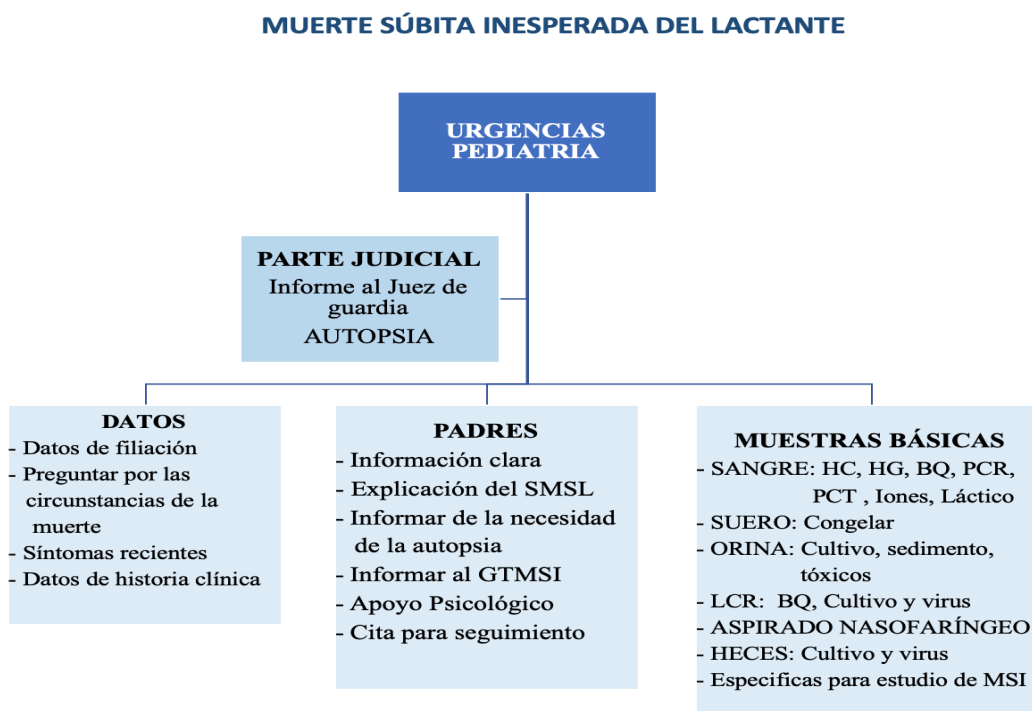 MUERTE SÚBITA INESPERADA DEL LACTANTE
URGENCIAS
PEDIATRIA
PARTE JUDICIAL
Informe al Juez de
guardia
AUTOPSIA
DATOS
- Datos de filiación
- Preguntar por las
circunstancias de la
muerte
- Síntomas recientes
- Datos de historia clínica
PADRES
- Información clara
- Explicación del SMSL
- Informar de la necesidad
de la autopsia
- Informar al GTMSI
- Apoyo Psicológico
- Cita para seguimiento
MUESTRAS BÁSICAS
- SANGRE: HC, HG, BQ, PCR,
PCT , Iones, Láctico
- SUERO: Congelar
- ORINA: Cultivo, sedimento,
tóxicos
- LCR: BQ, Cultivo y virus
- ASPIRADO NASOFARÍNGEO
- HECES: Cultivo y virus
- Especificas para estudio de MSI